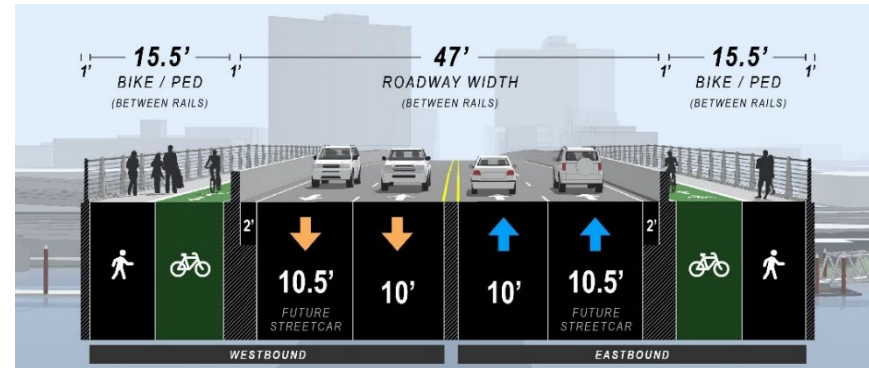 15.5’
47’
15.5’
1’
1’
1’
1’
BIKE / PED
ROADWAY WIDTH
BIKE / PED
(BETWEEN RAILS)
(BETWEEN RAILS)
(BETWEEN RAILS)
2’
2’
10.5’
10’
10’
10.5’
FUTURE
STREETCAR
FUTURE
STREETCAR
WESTBOUND
EASTBOUND